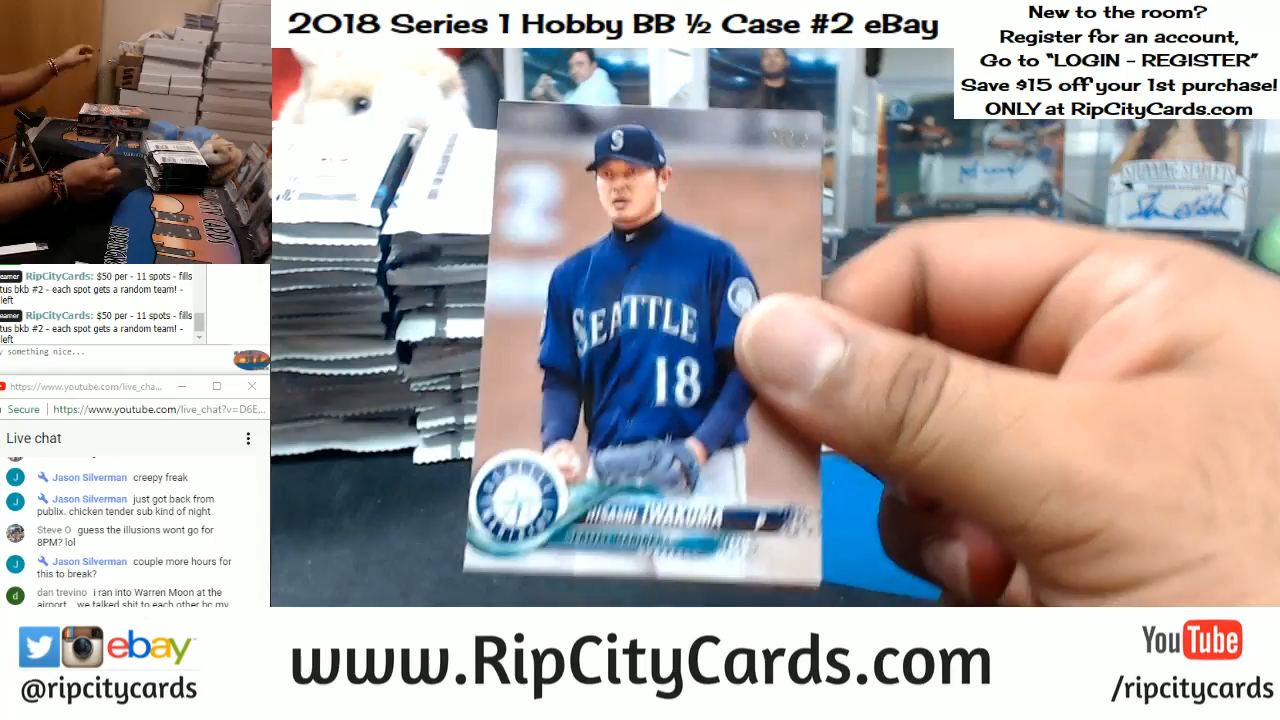 2018 Series 1 Hobby BB ½ Case #2 eBay
New to the room?
Register for an account,
Go to “LOGIN – REGISTER”
Save $15 off your 1st purchase!
ONLY at RipCityCards.com
S
2
SEATTLE
18
HISASHI IWAKUMA
RipCityCards: $50 per - 11 spots - fills
tus bkb #2 - each spot gets a random team! -
left
RipCityCards: $50 per - 11 spots - fills
tus bkb #2 - each spot gets a random team! -
left
y something nice...
https://www.youtube.com/live_cha...
Secure https://www.youtube.com/live_chat?v=D6E...
Live chat
J Jason Silverman creepy freak
J Jason Silverman just got back from
publix. chicken tender sub kind of night
Steve O guess the illusions wont go for
8PM? lol
J Jason Silverman couple more hours for
this to break?
d dan trevino i ran into Warren Moon at the
airport... we talked shit to each other bc my
ebay
@ripcitycards
www.RipCityCards.com
YouTube
/ripcitycards